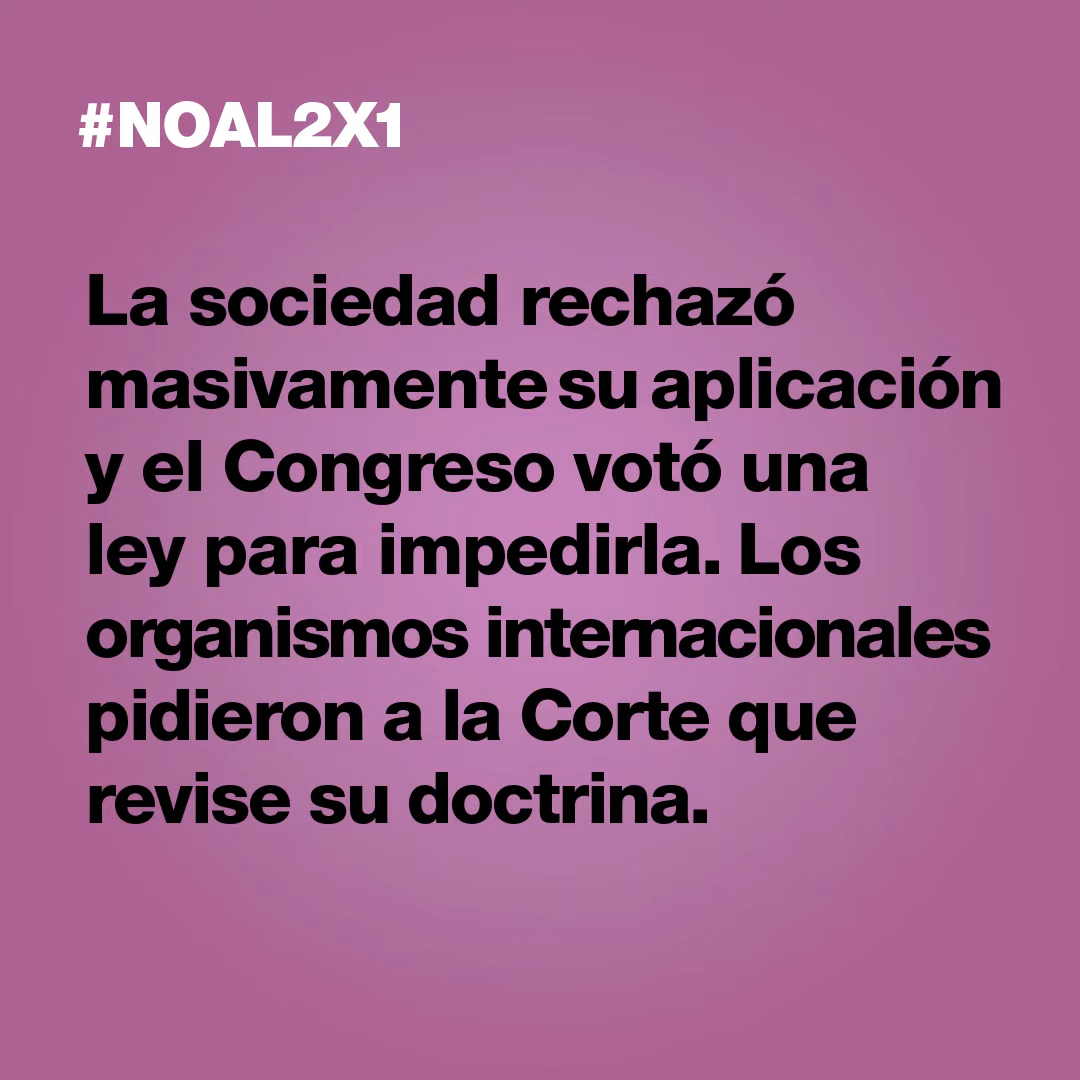 #NOAL2X1
La sociedad rechazó
masivamente su aplicación
y el Congreso votó una
ley para impedirla. Los
organismos internacionales
pidieron a la Corte que
revise su doctrina.